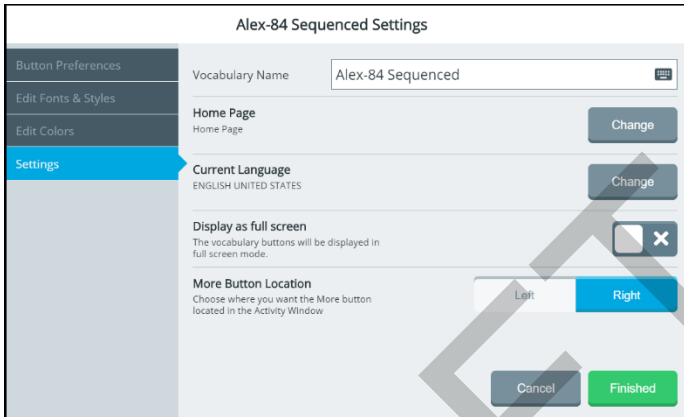 Alex-84 Sequenced Settings
Button Preferences
Edit Fonts & Styles
Edit Colors
Settings
Vocabulary Name
Alex-84 Sequenced
Home Page
Home Page
Change
Current Language
ENGLISH UNITED STATES
Change
Display as full screen
The vocabulary buttons will be displayed in
full screen mode.
More Button Location
Choose where you want the More button
located in the Activity WIndow
Left
Right
Cancel
Finished